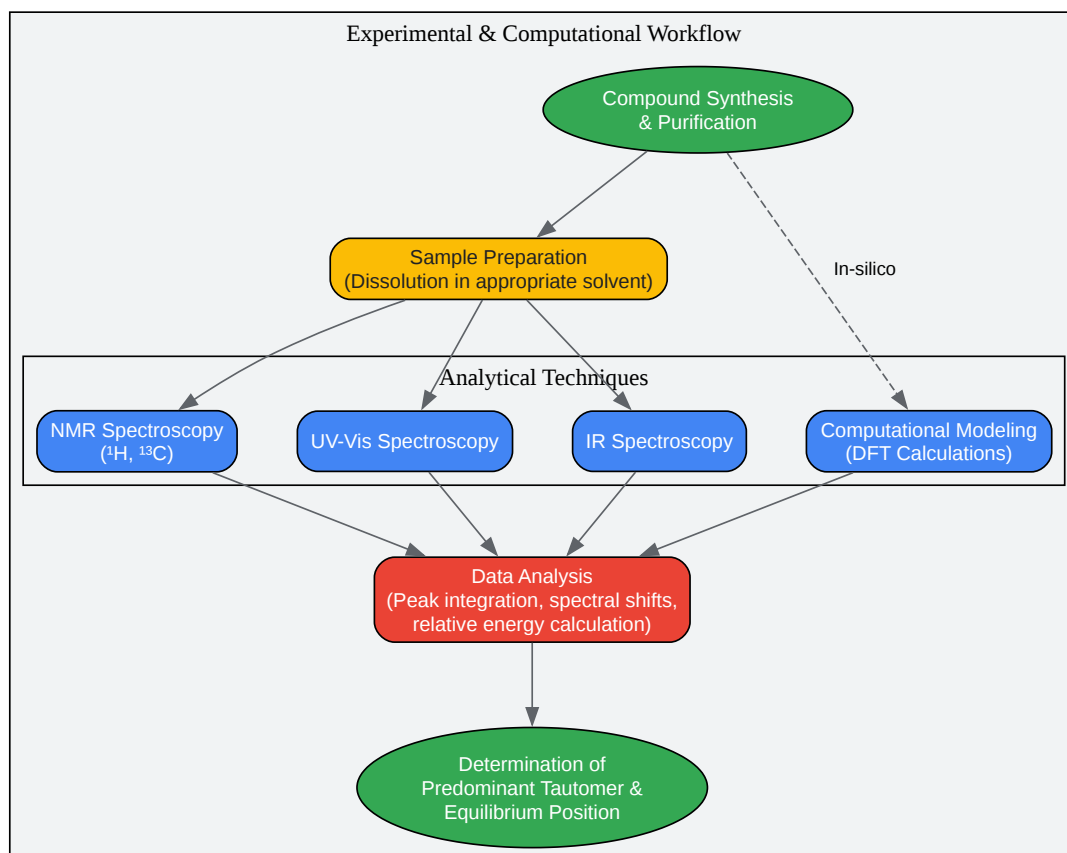 Experimental & Computational Workflow
Compound Synthesis
& Purification
Sample Preparation
(Dissolution in appropriate solvent)
In-silico
Analytical Techniques
NMR Spectroscopy
(¹H, ¹³C)
UV-Vis Spectroscopy
IR Spectroscopy
Computational Modeling
(DFT Calculations)
Data Analysis
(Peak integration, spectral shifts,
relative energy calculation)
Determination of
Predominant Tautomer &
Equilibrium Position